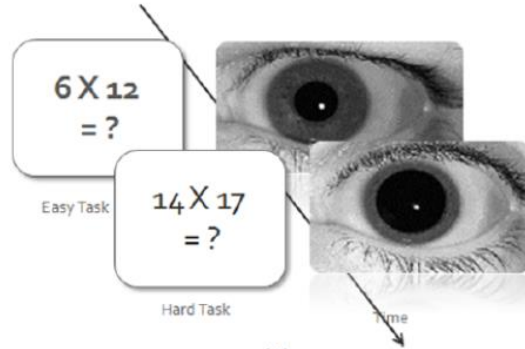 6 X 12
= ?
Easy Task
14 X 17
= ?
Hard Task
Time